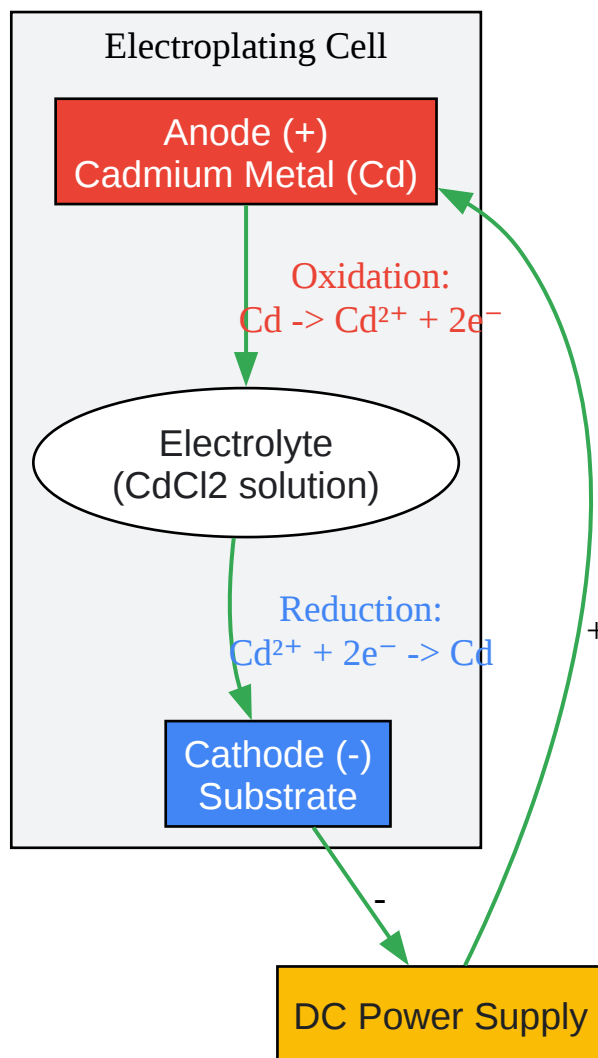 Electroplating Cell
Anode (+)
Cadmium Metal (Cd)
Oxidation:
Cd -> Cd²⁺ + 2e⁻
Electrolyte
(CdCl2 solution)
Reduction:
Cd²⁺ + 2e⁻ -> Cd
+
Cathode (-)
Substrate
-
DC Power Supply